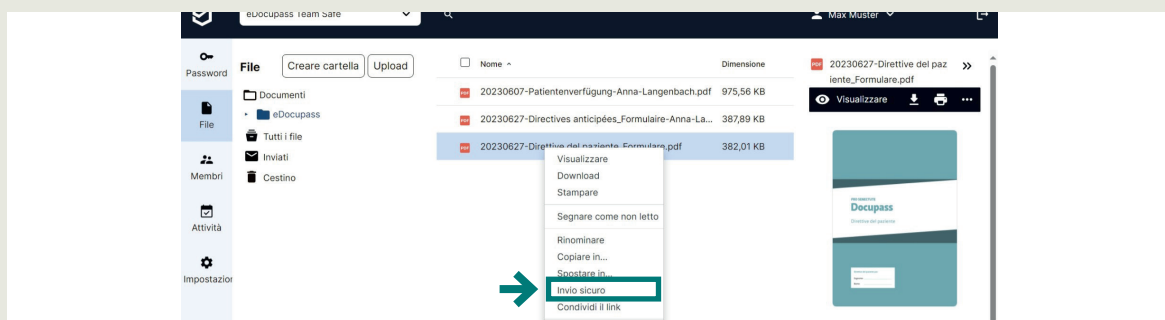 eDocupass Team Safe
Max Muster
Password
File
Membri
Attività
Impostazion
File
Creare cartella
Upload
Documenti
eDocupass
Tutti i file
Inviati
Cestino
Nome
Dimensione
20230607-Patientenverfügung-Anna-Langenbach.pdf 975,56 KB
20230627-Directives anticipées_Formulaire-Anna-La... 387,89 KB
20230627-Direttive del paziente_Formulare.pdf 382,01 KB
Visualizzare
Download
Stampare
Segnare come non letto
Rinominare
Copiare in...
Spostare in...
Invio sicuro
Condividi il link
20230627-Direttive del paz
iente_Formulare.pdf
Visualizzare
Docupass
Direttive del paziente